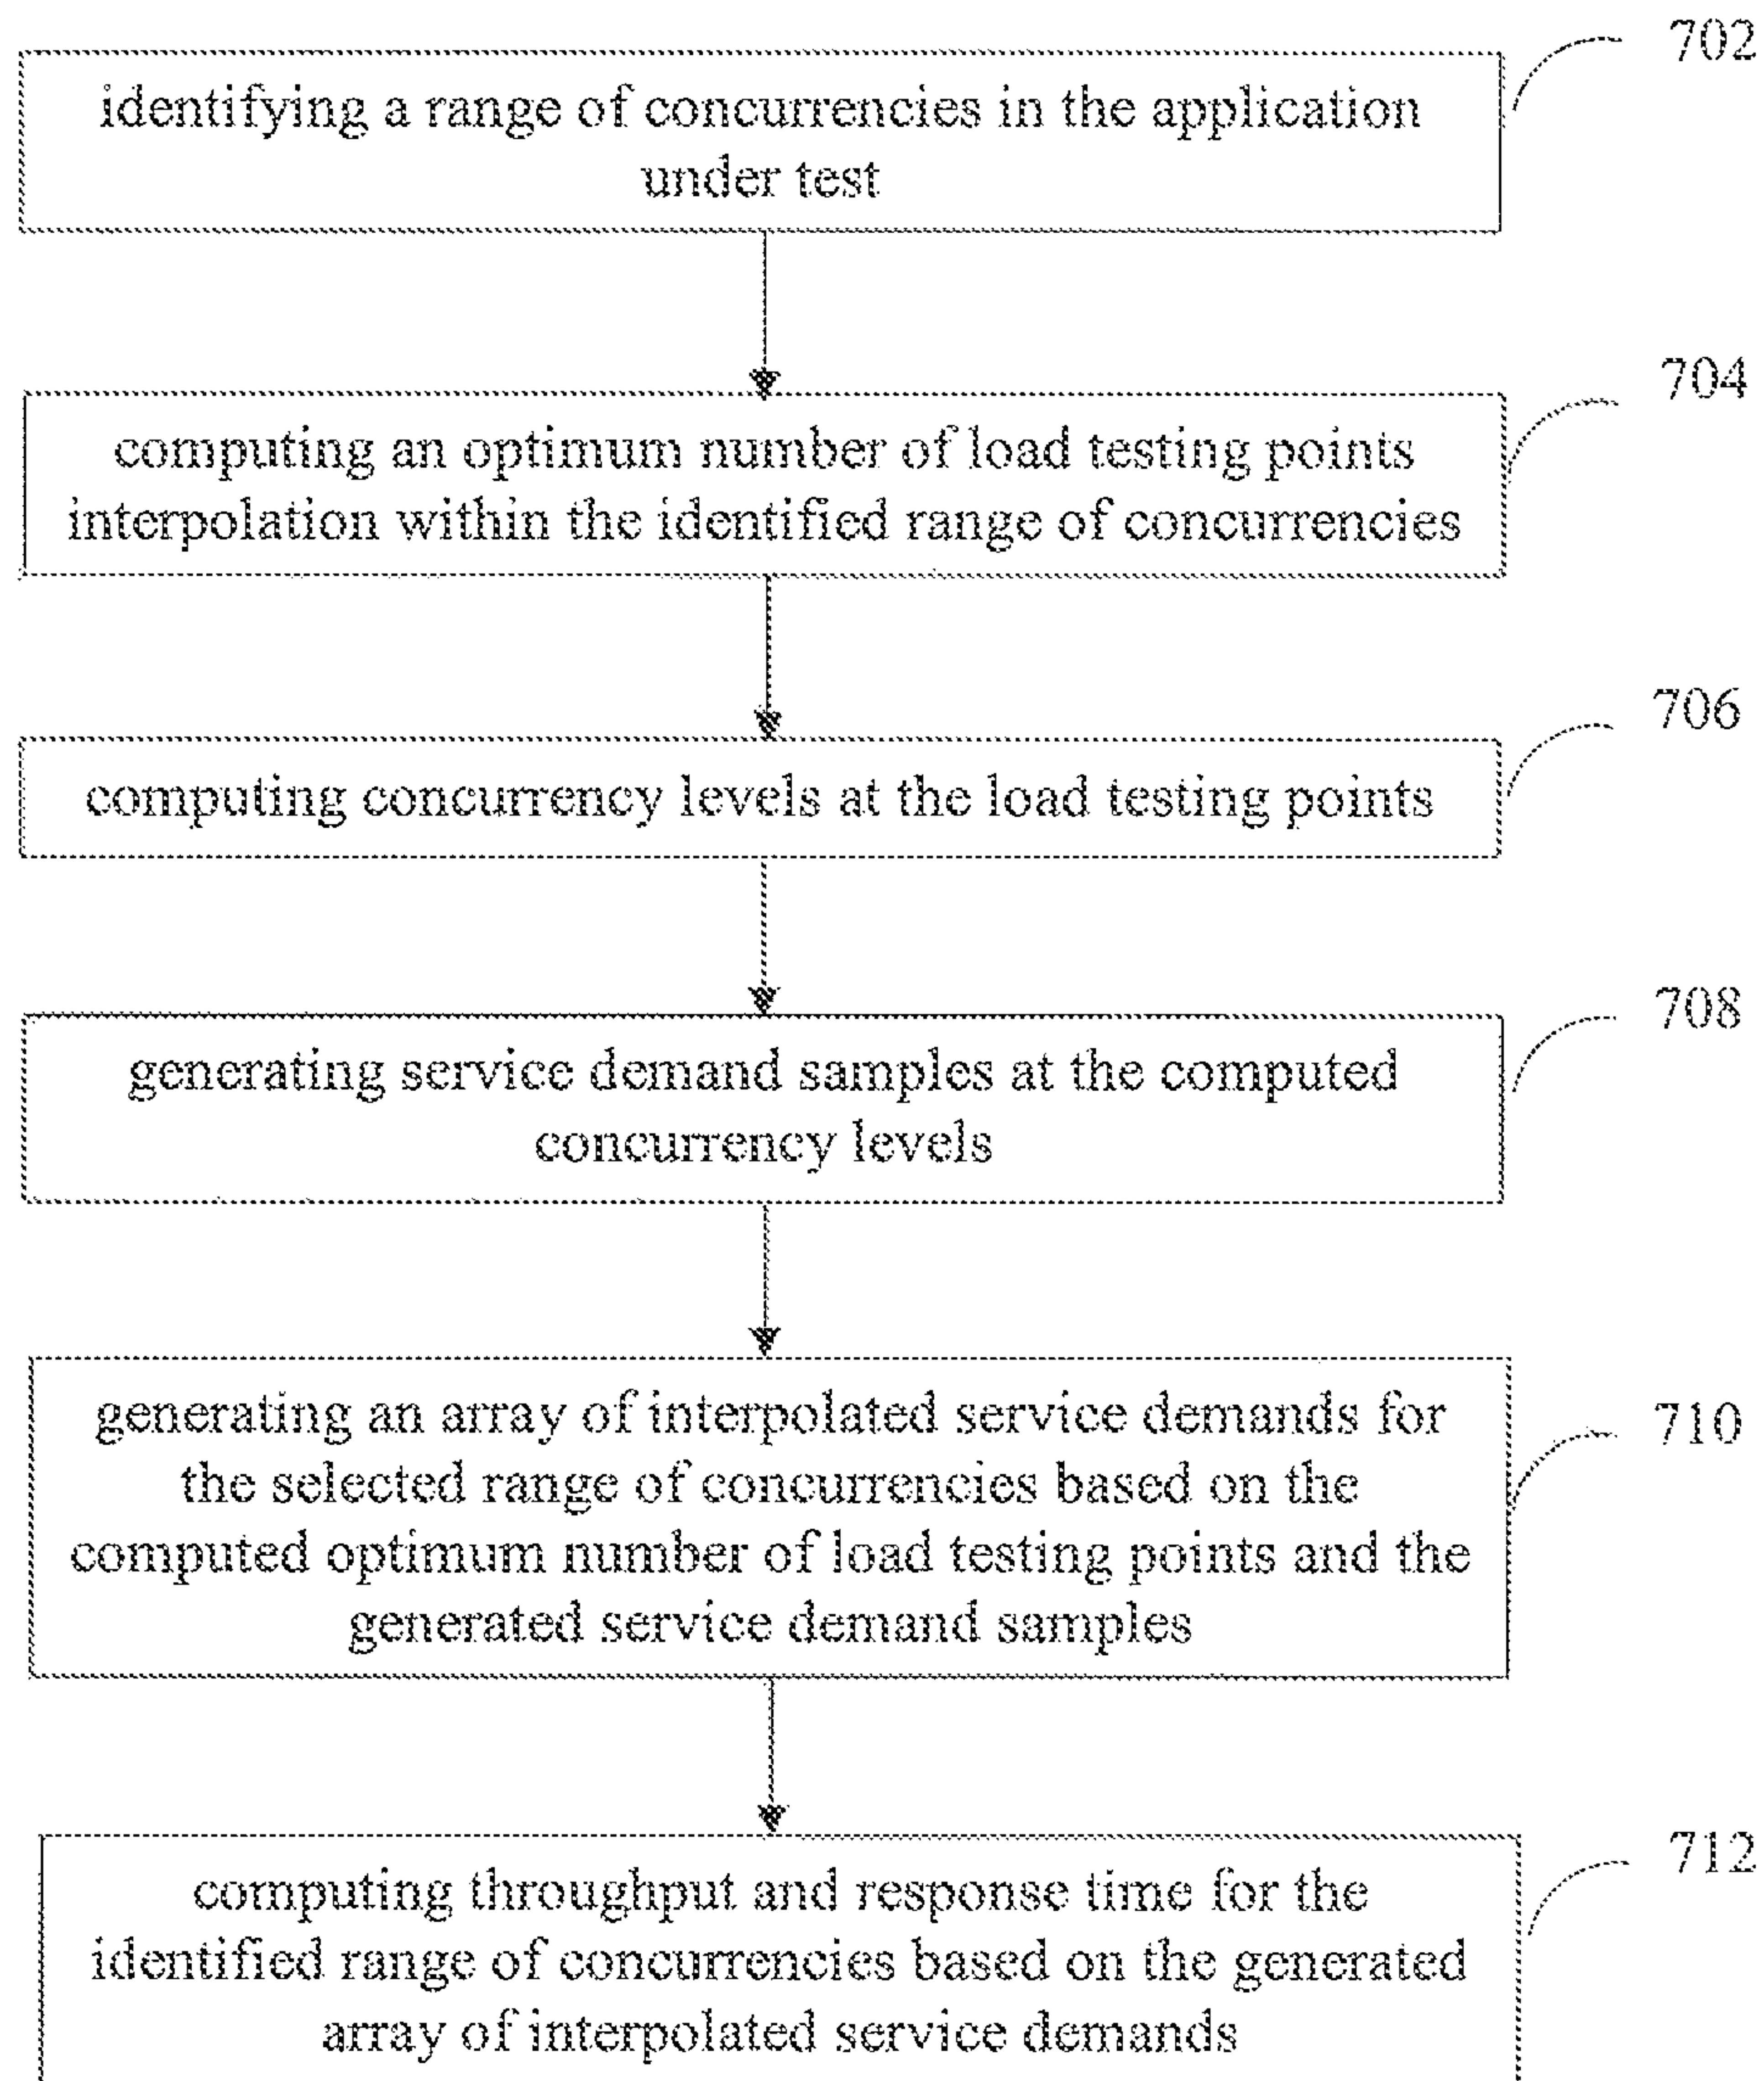 702
identifying a range of concurrencies in the application
under test
704
computing an optimum number of load testing points
interpolation within the identified range of concurrencies
706
computing concurrency levels at the load testing points
708
generating service demand samples at the computed
concurrency levels
710
generating an array of interpolated service demands for
the selected range of concurrencies based on the
computed optimum number of load testing points and the
generated service demand samples
712
computing throughput and response time for the
identified range of concurrencies based on the generated
array of interpolated service demands